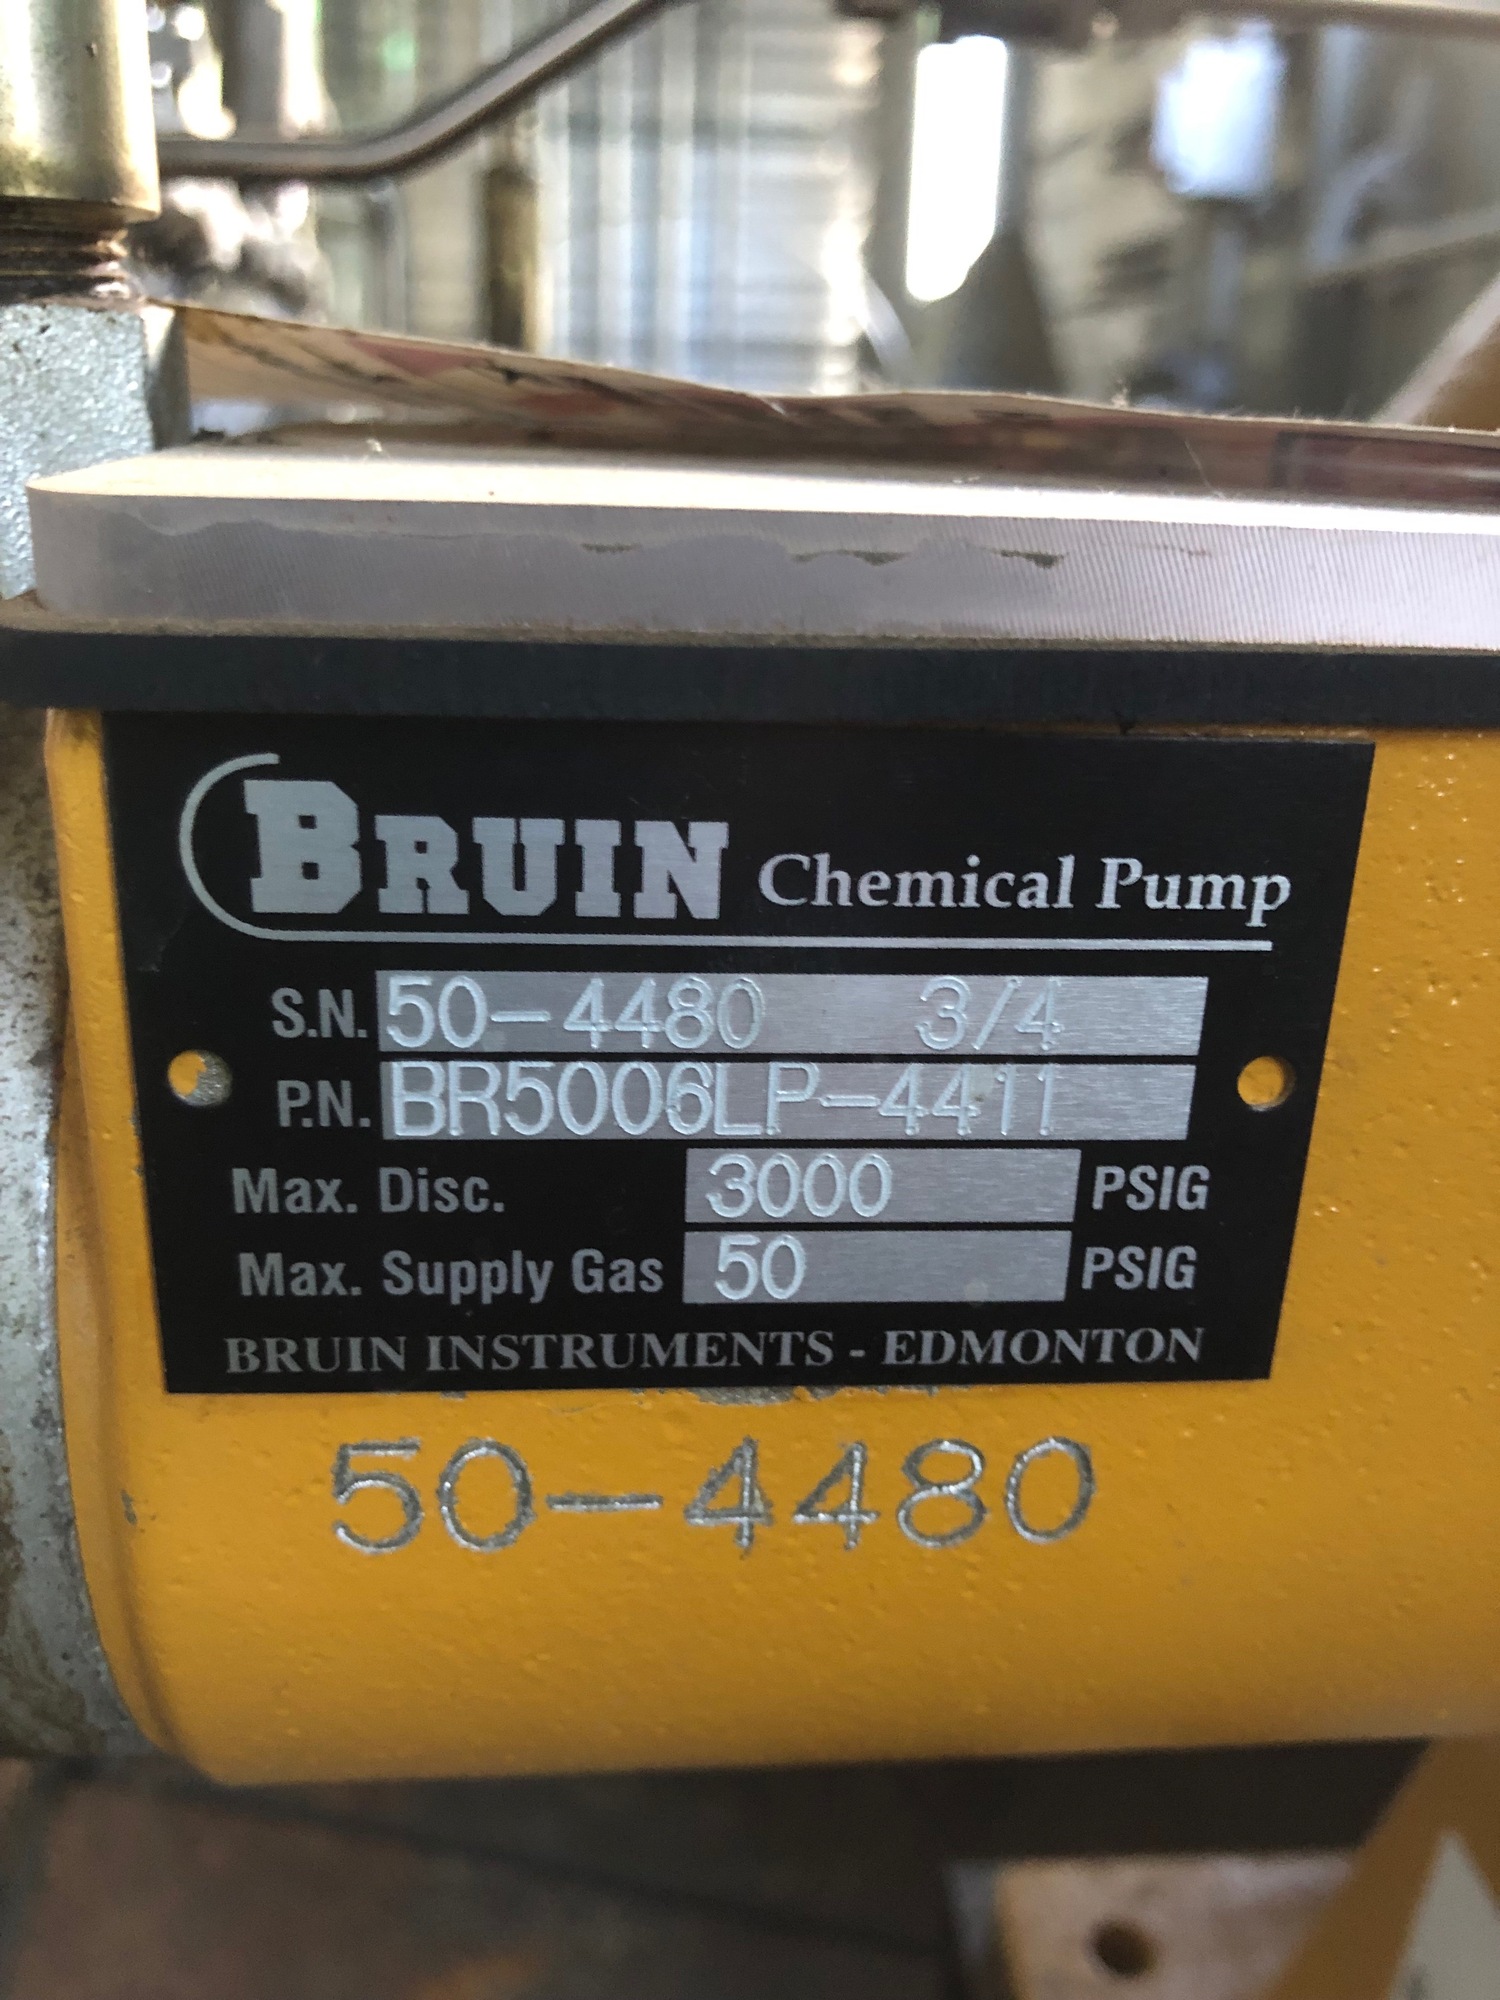 BRUIN Chemical Pump
S.N. 50-4480 3/4
P.N. BR5006LP-4411
Max. Disc. 3000 PSIG
Max. Supply Gas 50 PSIG
BRUIN INSTRUMENTS - EDMONTON
50-4480